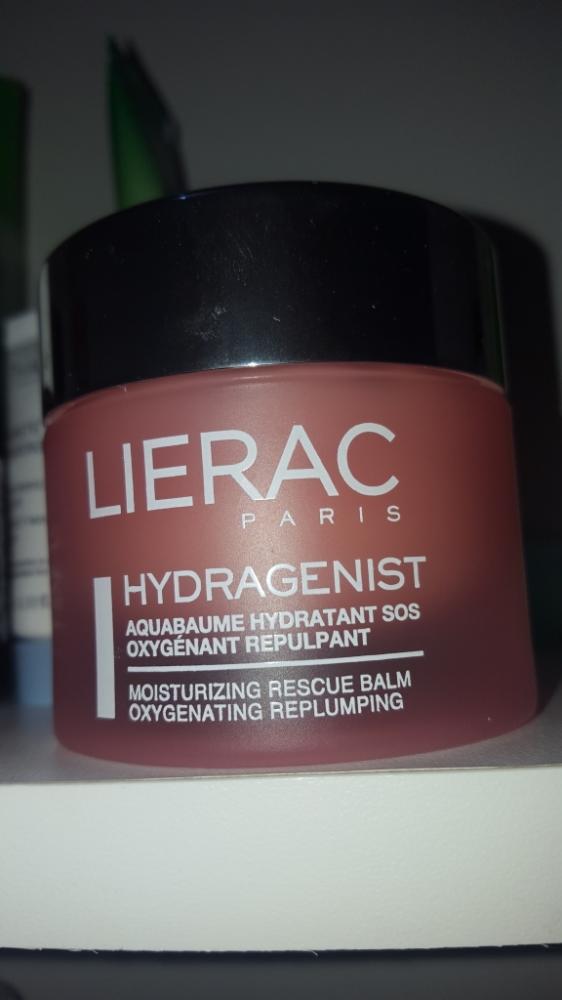 LIERAC
PARIS
HYDRAGENIST
AQUABAUME HYDRATANT SOS
OXYGÉNANT REPULPANT
MOISTURIZING RESCUE BALM
OXYGENATING REPLUMPING